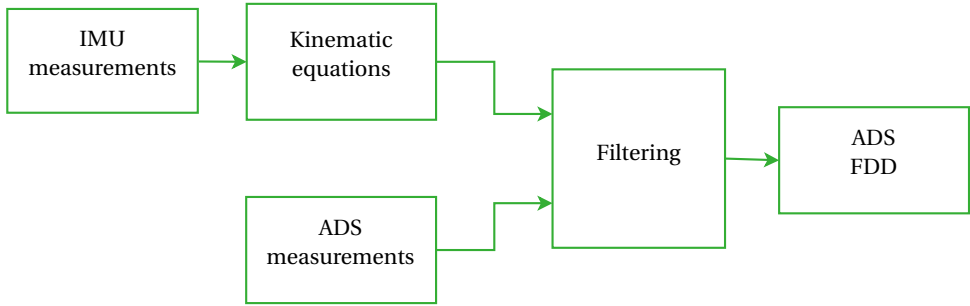 IMU
measurements
Kinematic
equations
Filtering
ADS
FDD
ADS
measurements